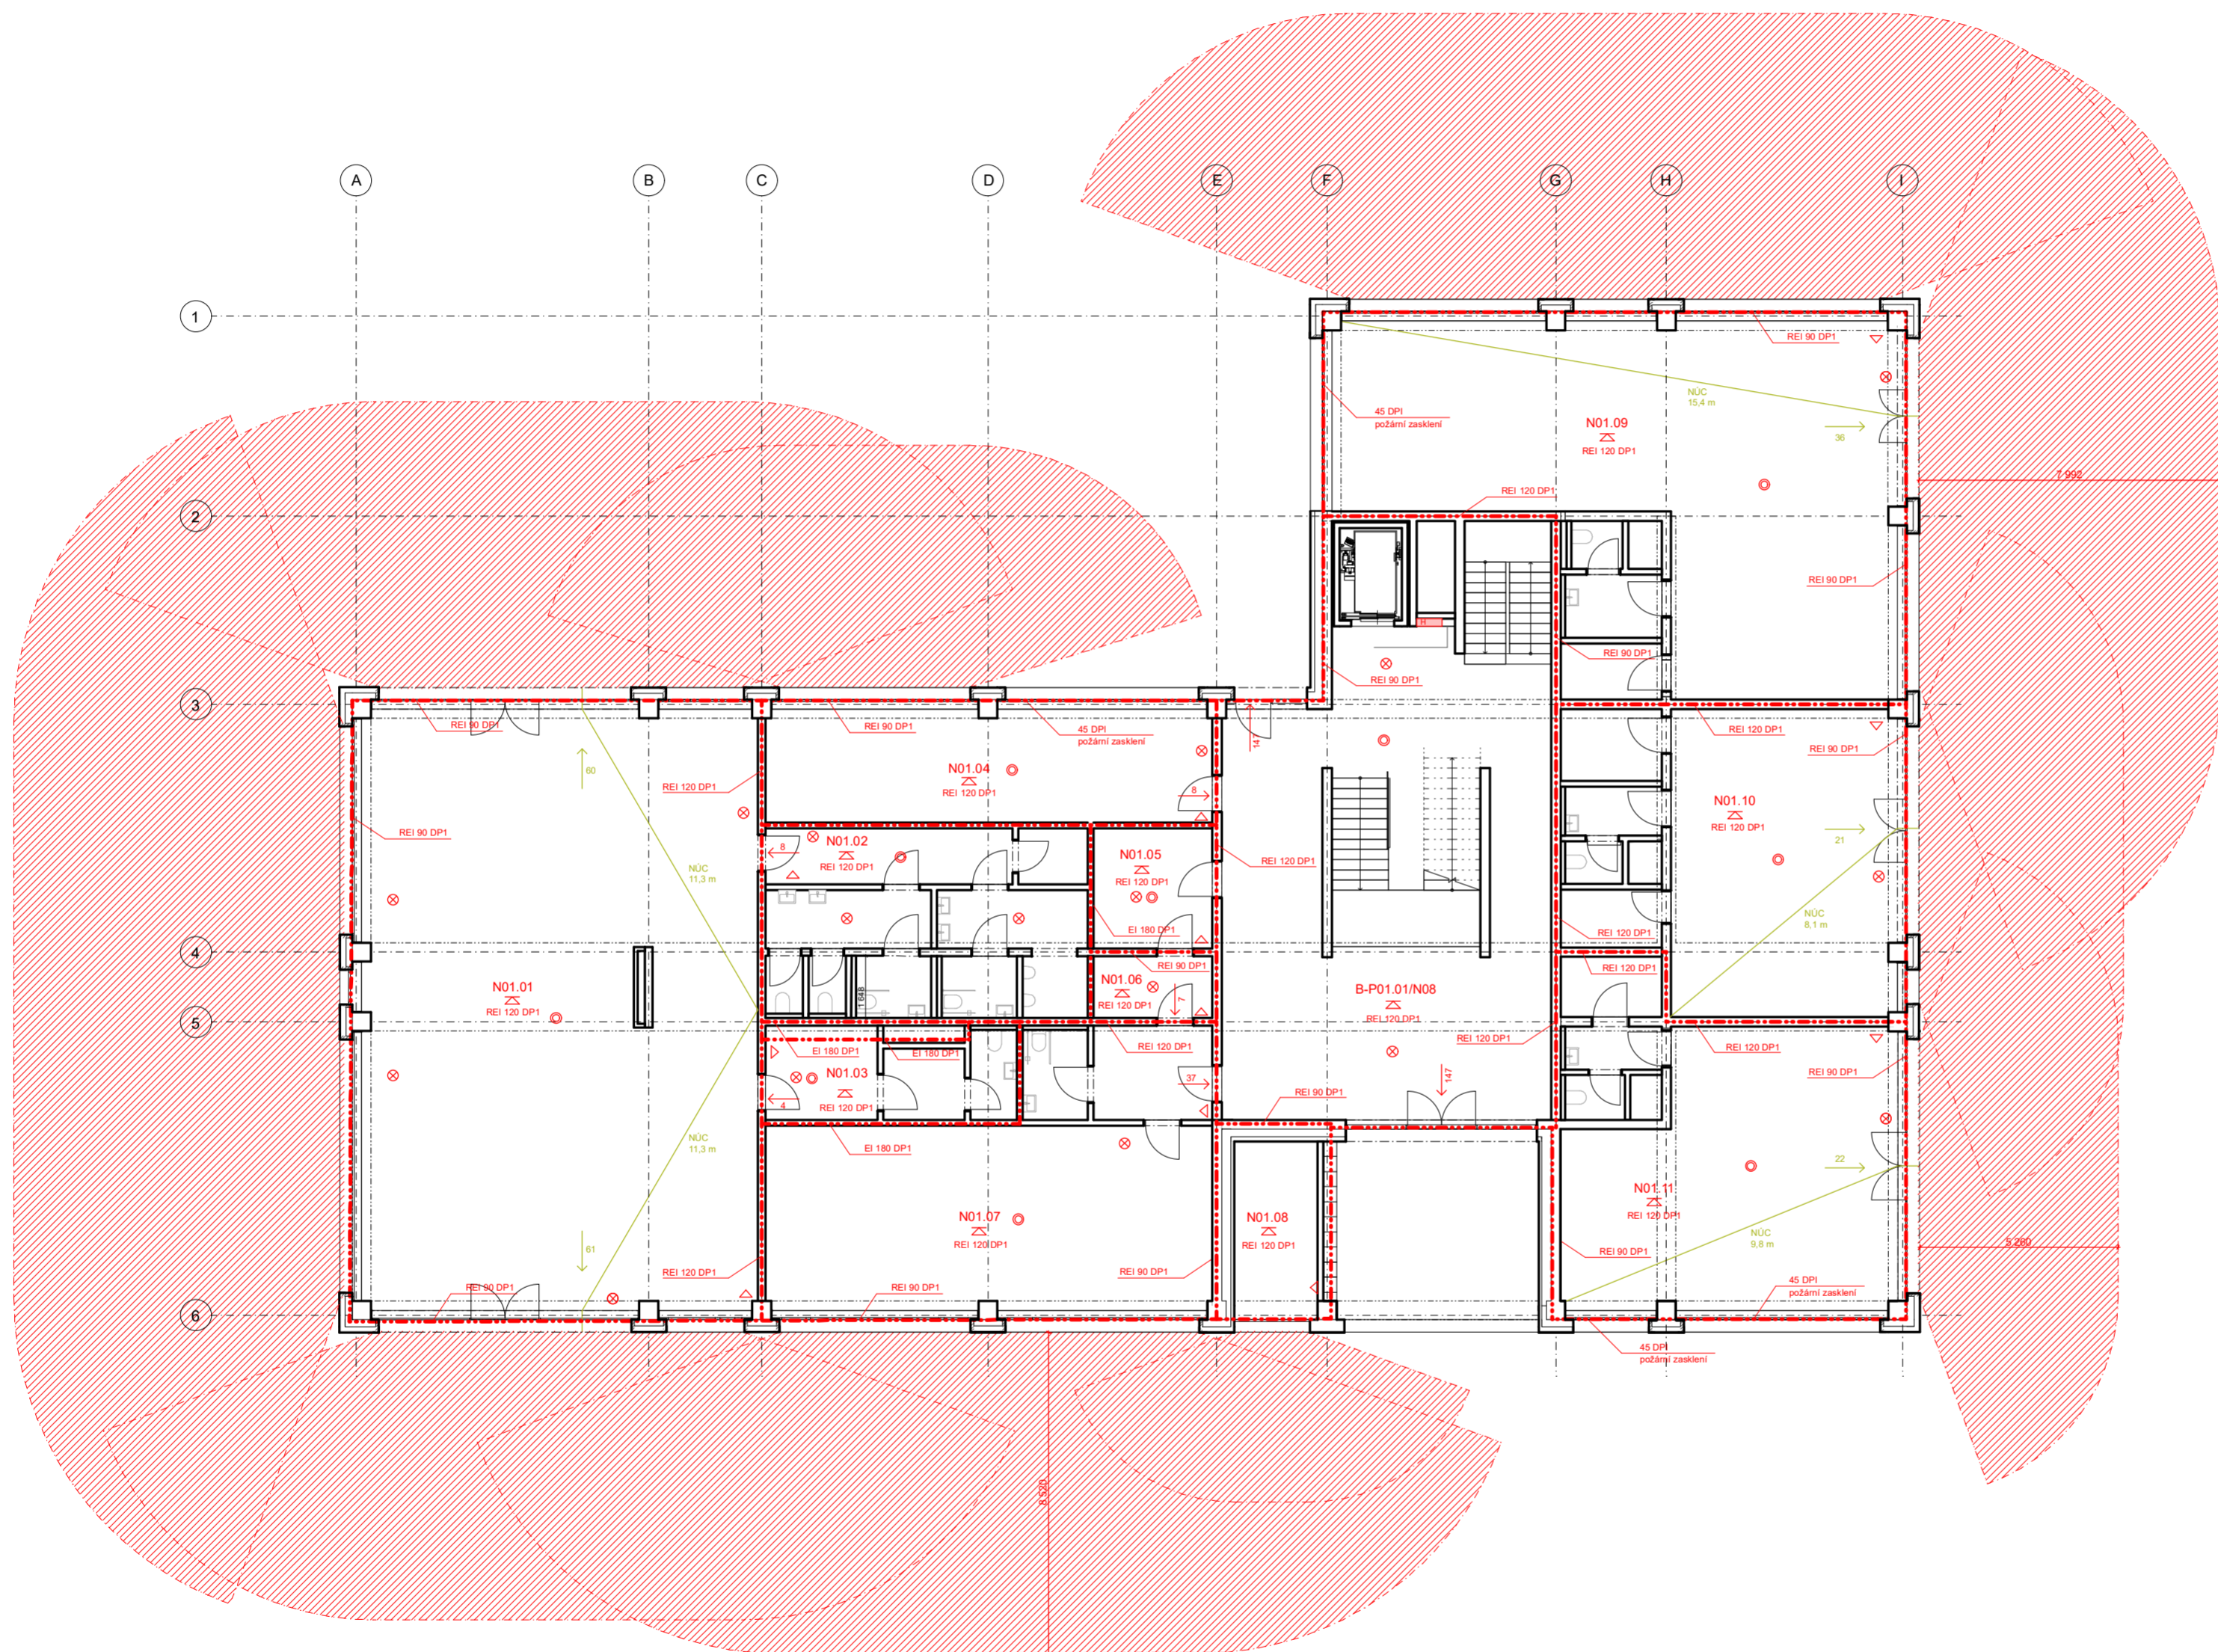 A
B
C
D
E
F
G
H
I
1
REI 90 DP1
NÚC
15,4 m
45 DPI
požární zasklení
N01.09
REI 120 DP1
36
7 992
REI 120 DP1
2
REI 90 DP1
H
REI 90 DP1
REI 90 DP1
3
REI 90 DP1
REI 90 DP1
45 DPI
požární zasklení
REI 120 DP1
REI 90 DP1
60
N01.04
REI 120 DP1
REI 120 DP1
8
N01.10
REI 120 DP1
REI 90 DP1
21
N01.02
REI 120 DP1
8
N01.05
REI 120 DP1
REI 120 DP1
NÚC
11,3 m
NÚC
8,1 m
EI 180 DP1
REI 120 DP1
4
REI 90 DP1
REI 120 DP1
N01.01
REI 120 DP1
1 648
N01.06
REI 120 DP1
7
B-P01.01/N08
REI 120 DP1
5
EI 180 DP1
EI 180 DP1
REI 120 DP1
REI 120 DP1
REI 120 DP1
N01.03
REI 120 DP1
4
37
147
REI 90 DP1
REI 90 DP1
NÚC
11,3 m
EI 180 DP1
22
N01.11
REI 120 DP1
N01.07
REI 120 DP1
N01.08
REI 120 DP1
NÚC
9,8 m
61
REI 90 DP1
5 260
REI 120 DP1
REI 90 DP1
REI 90 DP1
REI 90 DP1
45 DPI
požární zasklení
6
45 DPI
požární zasklení
8 520